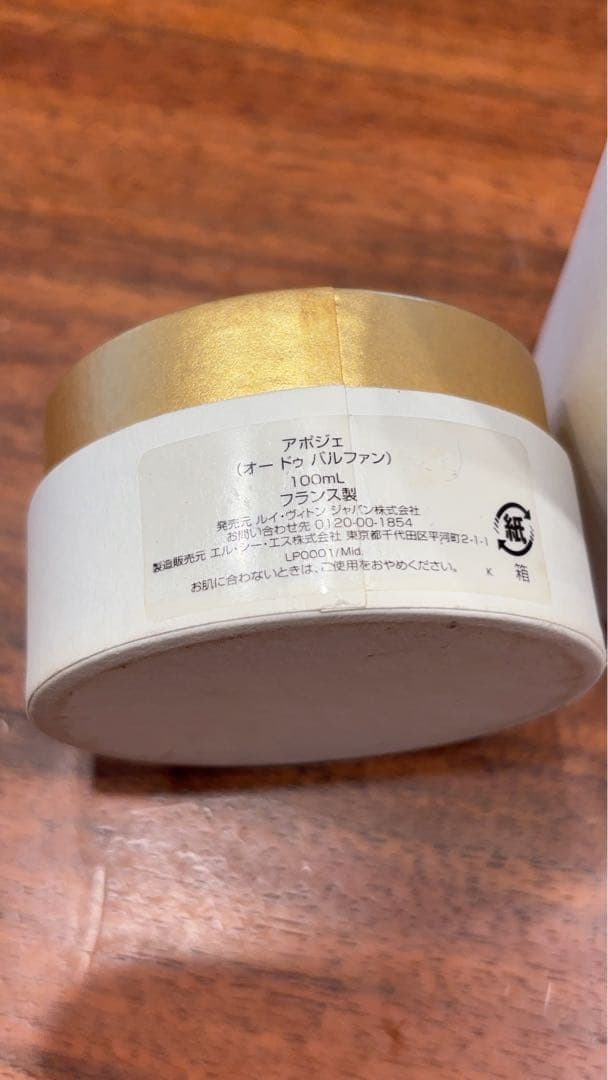 アポジェ
(オー ドゥ パルファン)
100mL
フランス製
発売元 ルイ・ヴィトン ジャパン株式会社
お問い合わせ先 0120-00-1854
製造販売元 エル・シー・エス株式会社 東京都千代田区平河町2-1-1
LP0001/Mid.
お肌に合わないときは、ご使用をおやめください。 K
紙
箱